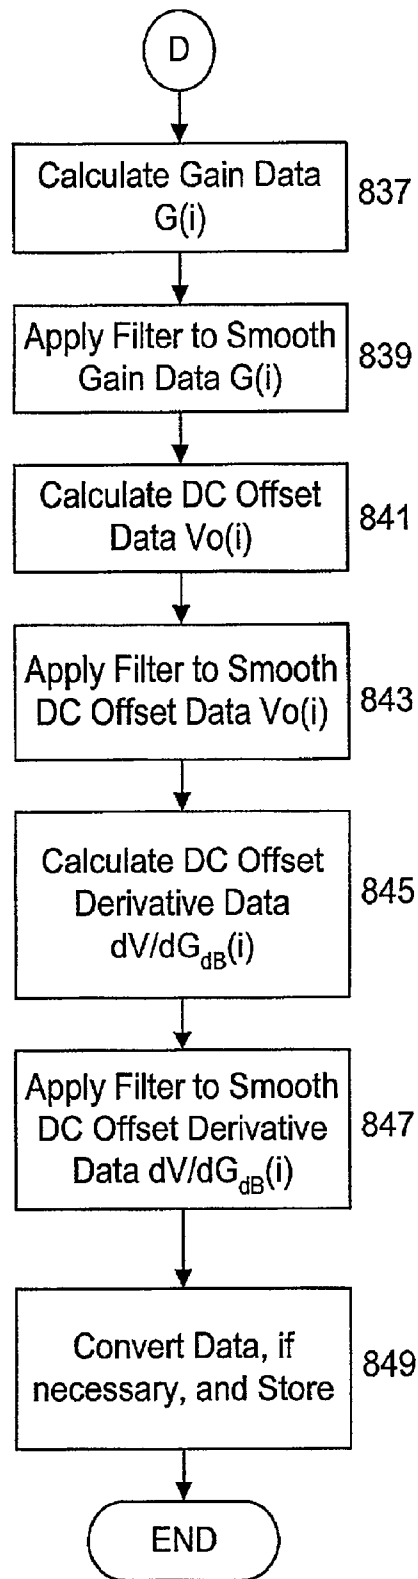 D
Calculate Gain Data
G(i)
837
Apply Filter to Smooth
Gain Data G(i)
839
Calculate DC Offset
Data Vo(i)
841
Apply Filter to Smooth
DC Offset Data Vo(i)
843
Calculate DC Offset
Derivative Data
dV/dG_dB(i)
845
Apply Filter to Smooth
DC Offset Derivative
Data dV/dG_dB(i)
847
Convert Data, if
necessary, and Store
849
END